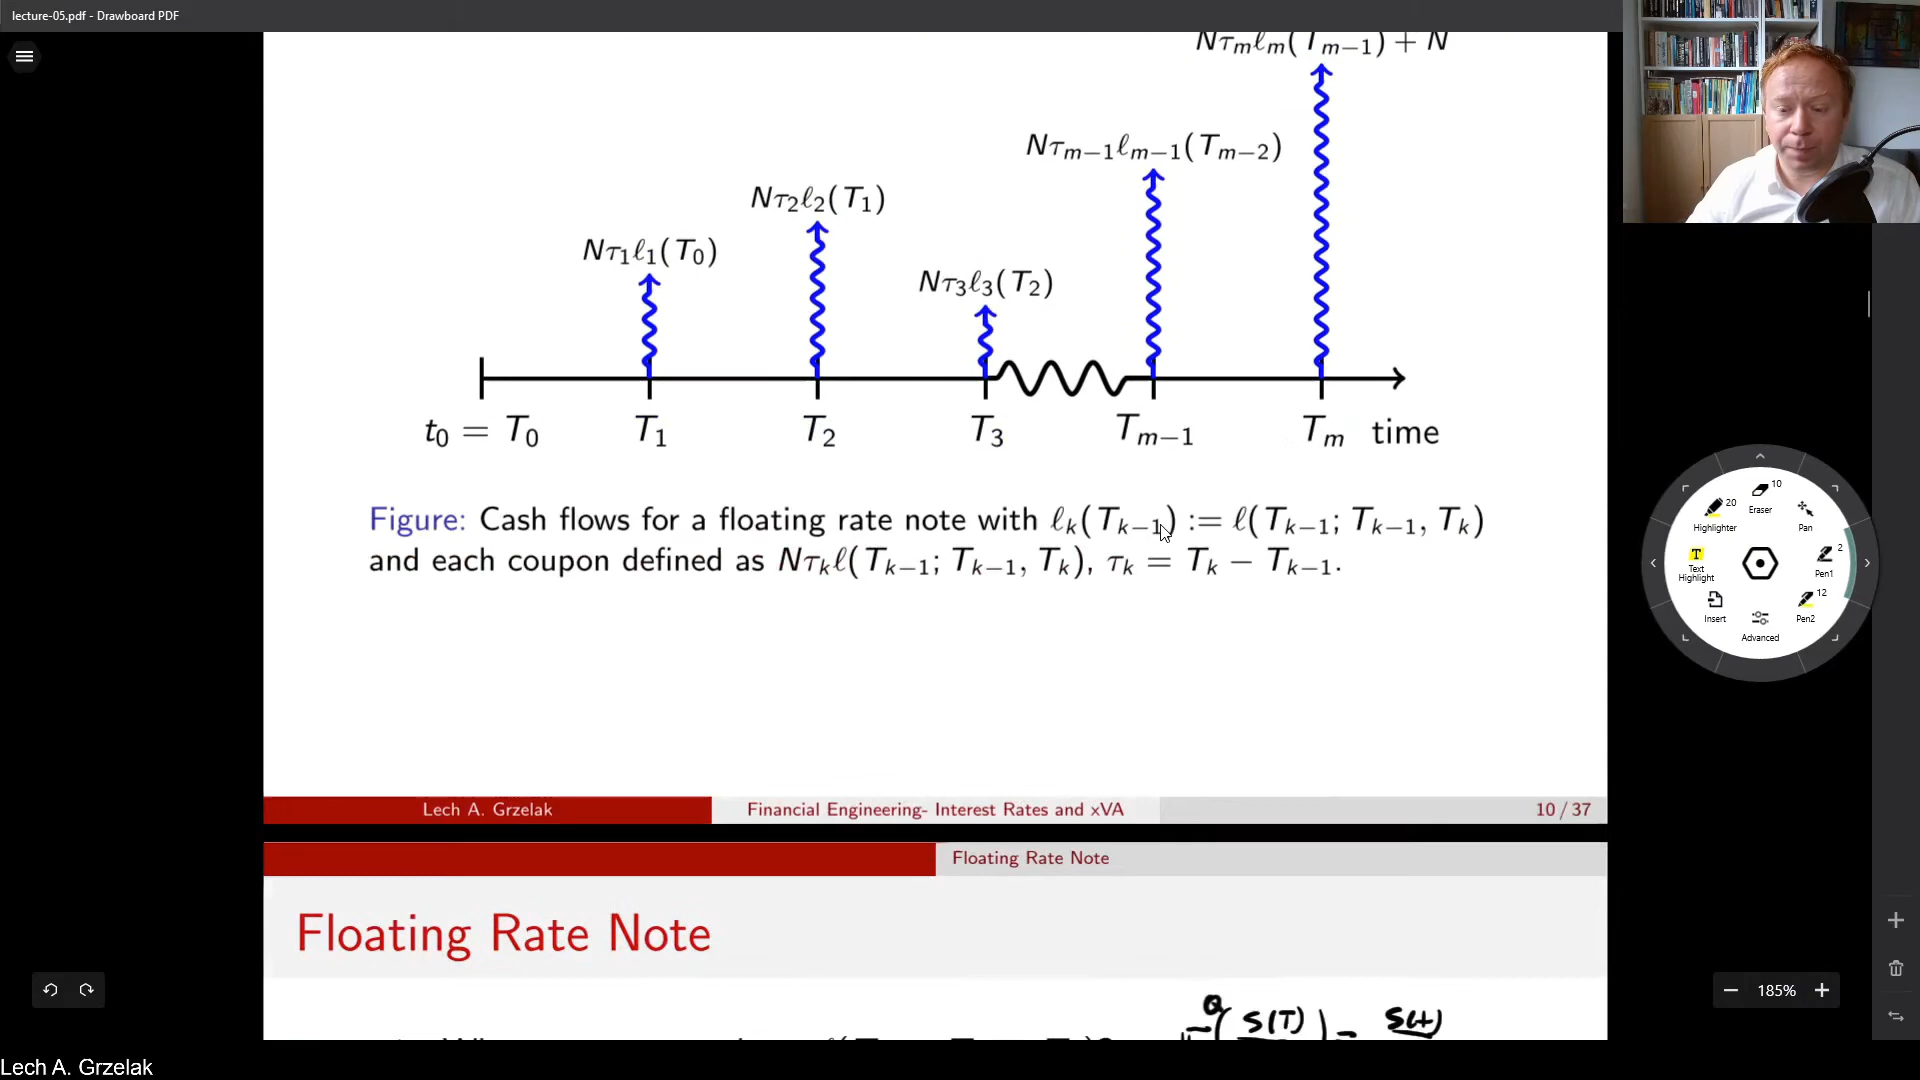 lecture-05.pdf - Drawboard PDF
Nτₘℓₘ(Tₘ₋₁) + N
Nτₘ₋₁ℓₘ₋₁(Tₘ₋₂)
Nτ₂ℓ₂(T₁)
Nτ₁ℓ₁(T₀)
Nτ₃ℓ₃(T₂)
t₀ = T₀ T₁ T₂ T₃ Tₘ₋₁ Tₘ time
Figure: Cash flows for a floating rate note with ℓₖ(Tₖ₋₁) := ℓ(Tₖ₋₁; Tₖ₋₁, Tₖ)
and each coupon defined as Nτₖℓ(Tₖ₋₁; Tₖ₋₁, Tₖ), τₖ = Tₖ − Tₖ₋₁.
Lech A. Grzelak Financial Engineering- Interest Rates and xVA 10 / 37
Floating Rate Note
Floating Rate Note
Q
S(T) = S(t)
20
Highlighter
10
Eraser
Pan
T
Text
Highlight
2
Pen1
Insert
Advanced
12
Pen2
185%
Lech A. Grzelak